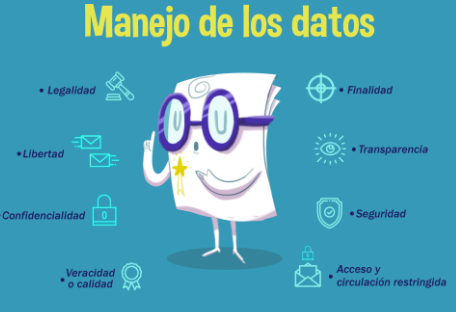 Manejo de los datos
• Legalidad
• Finalidad
• Libertad
• Transparencia
• Confidencialidad
• Seguridad
• Veracidad
o calidad
• Acceso y
circulación restringida